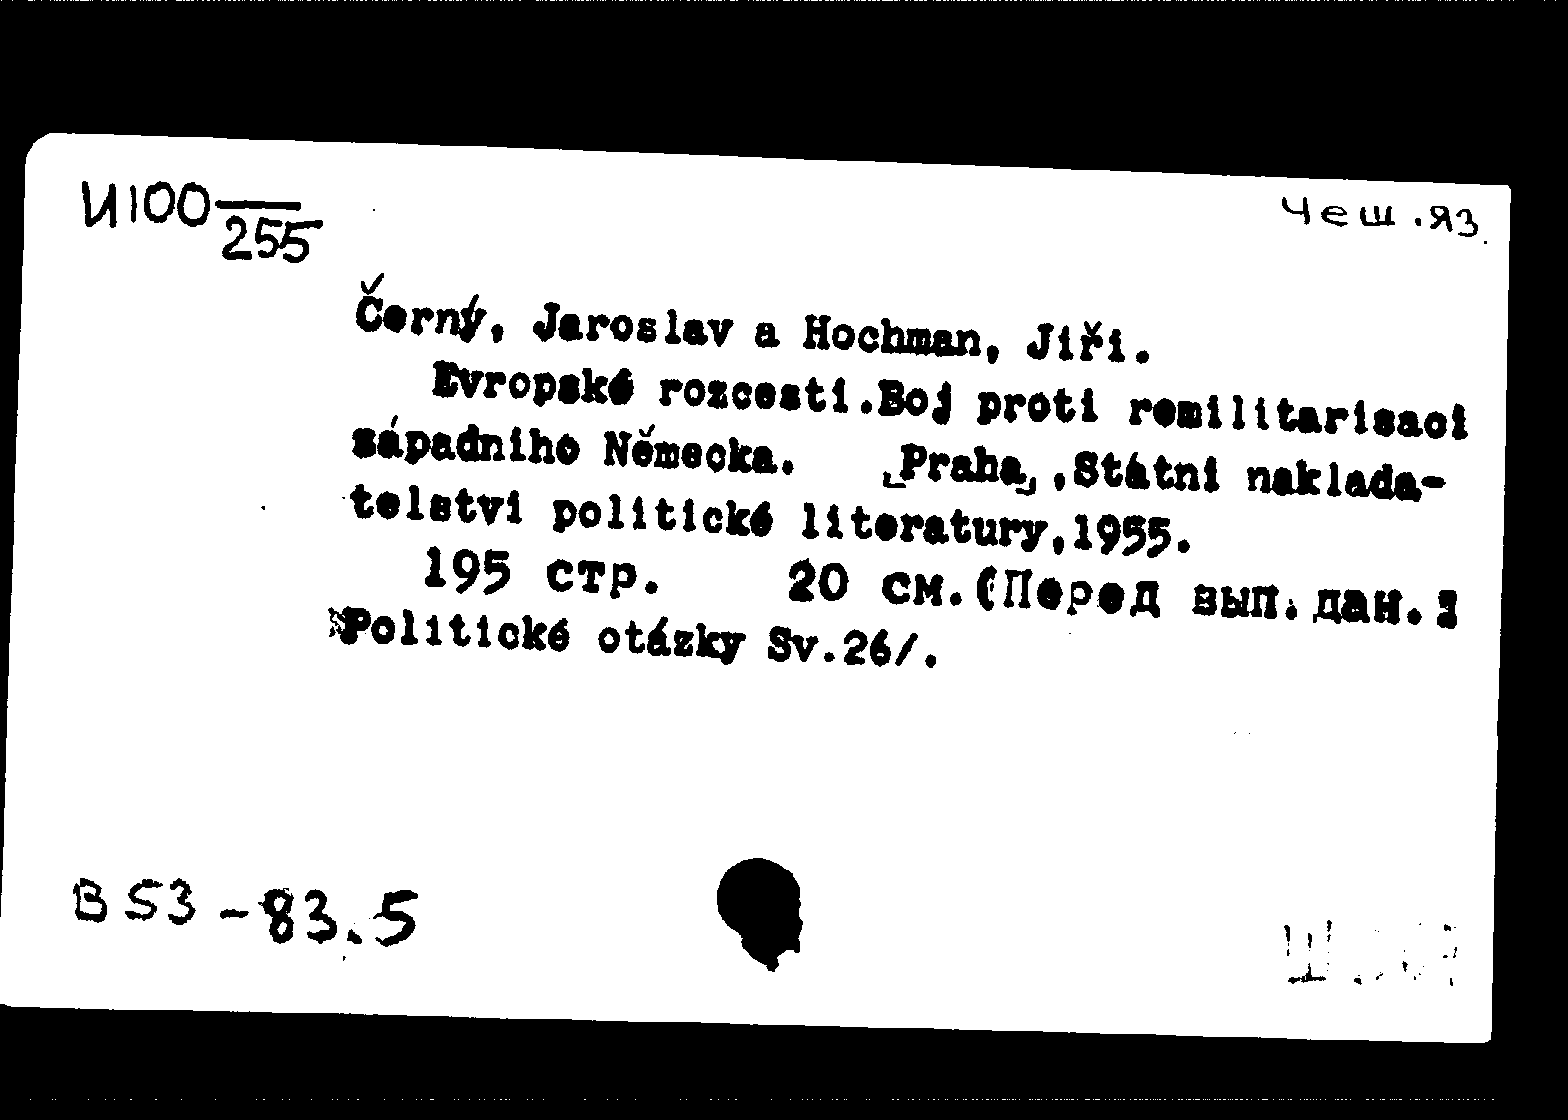 И100 255
Чеш.яз.
Černý, Jaroslav a Hochman, Jiři.
Evropské rozcesti.Boj proti remilitarisaci
západniho Německa. [Praha],Státni naklada-
telstvi politické literatury,1955.
195 стр. 20 см.(Перед вып.дан.:
Politické otázky Sv.26/.
В53-83.5